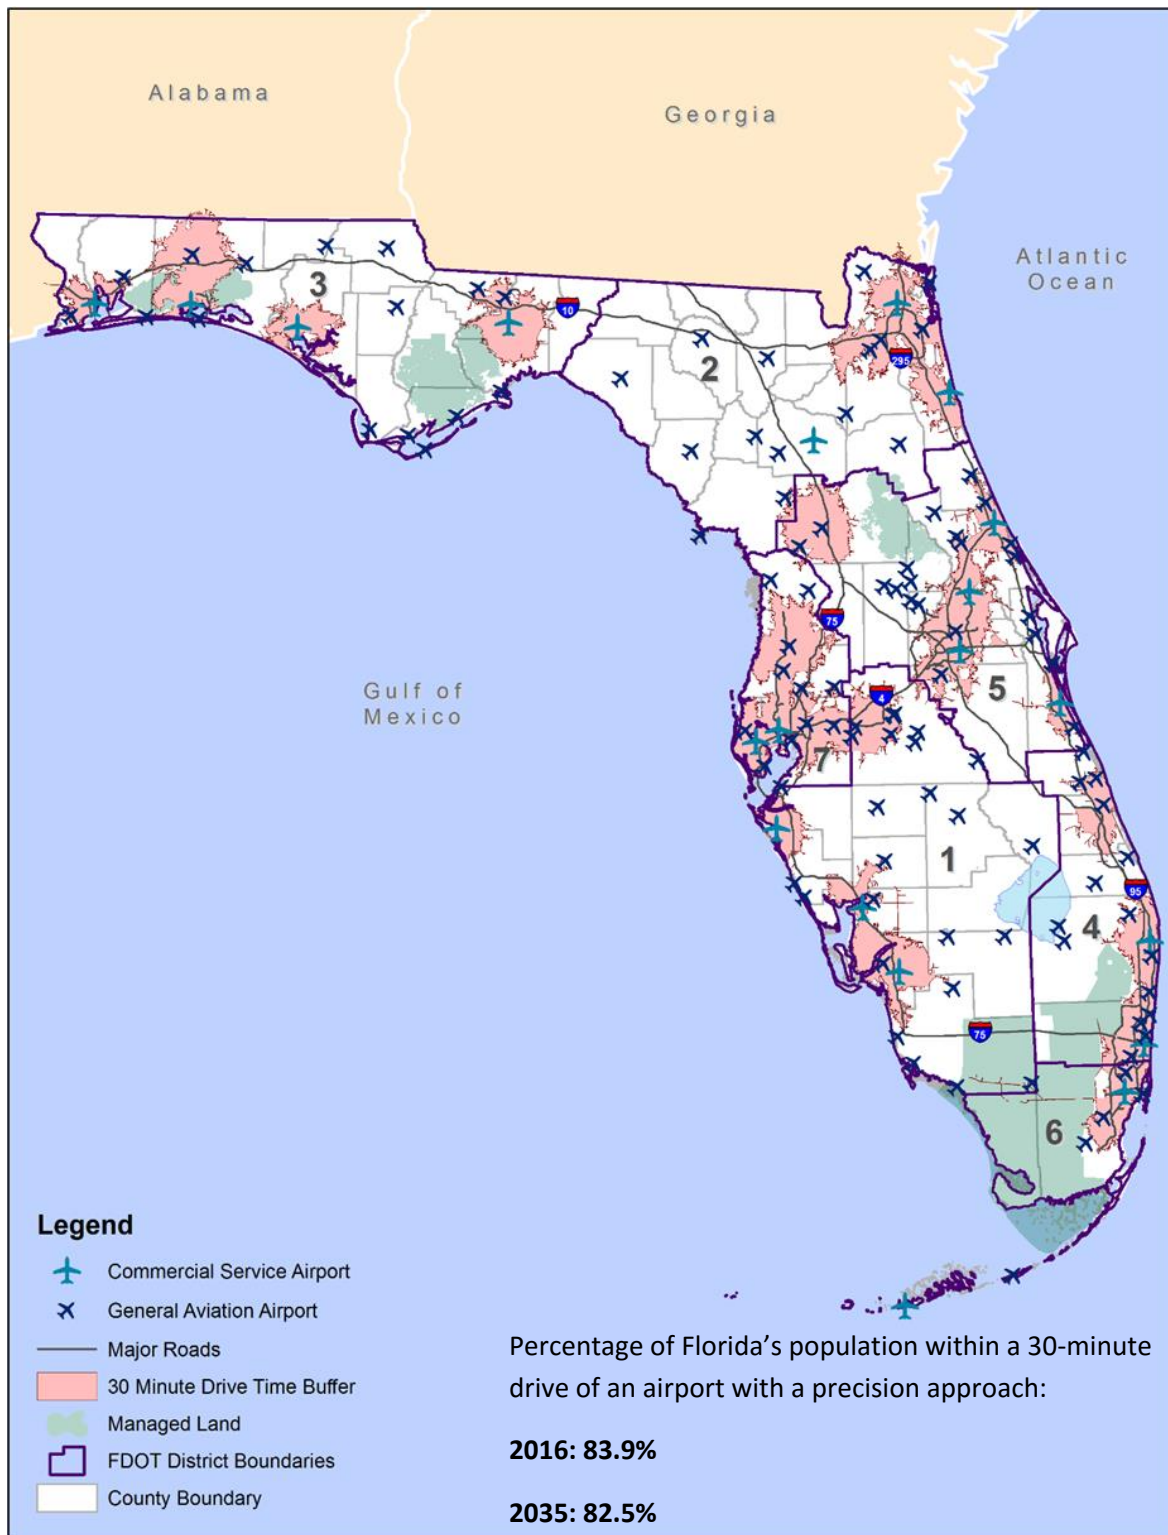 Alabama
Georgia
Atlantic
Ocean
3
10
2
295
75
Gulf of
Mexico
4
5
7
1
95
4
75
6
Legend
Commercial Service Airport
General Aviation Airport
Major Roads
30 Minute Drive Time Buffer
Managed Land
FDOT District Boundaries
County Boundary
Percentage of Florida’s population within a 30-minute
drive of an airport with a precision approach:
2016: 83.9%
2035: 82.5%